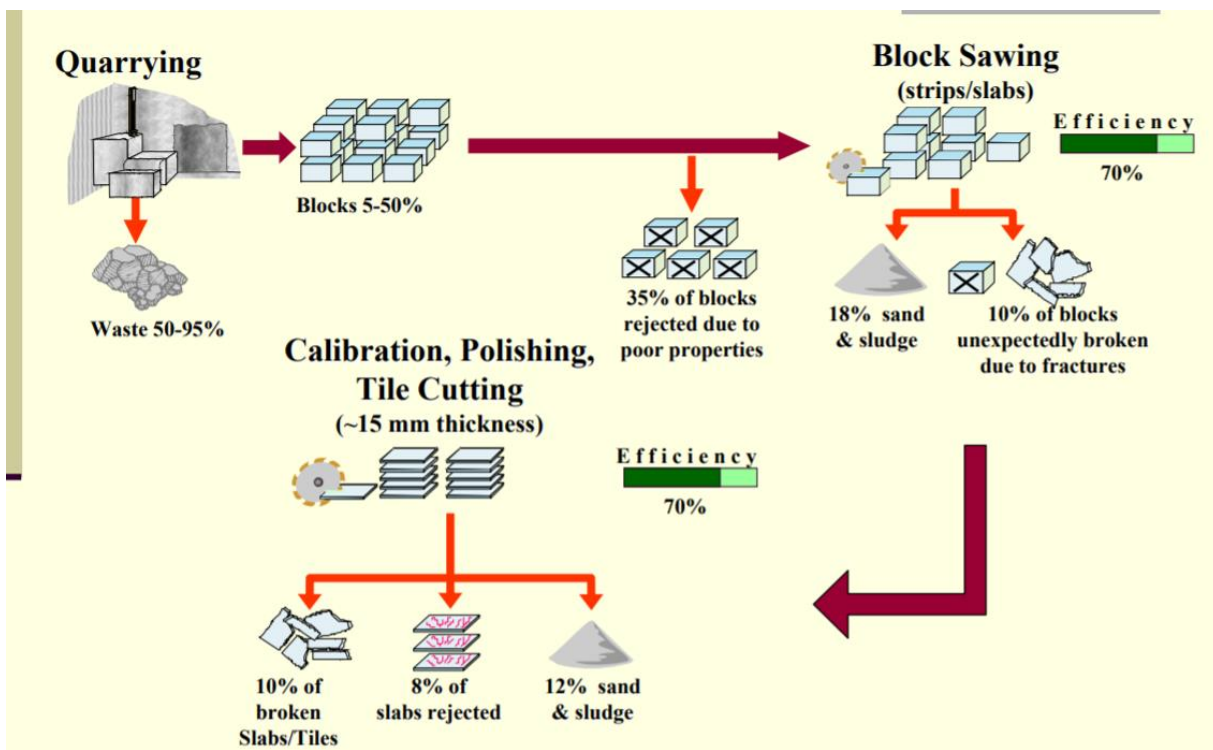 Quarrying
Blocks 5-50%
Waste 50-95%
35% of blocks
rejected due to
poor properties
Block Sawing
(strips/slabs)
Efficiency
70%
18% sand
& sludge
10% of blocks
unexpectedly broken
due to fractures
Calibration, Polishing,
Tile Cutting
(~15 mm thickness)
Efficiency
70%
10% of
broken
Slabs/Tiles
8% of
slabs rejected
12% sand
& sludge